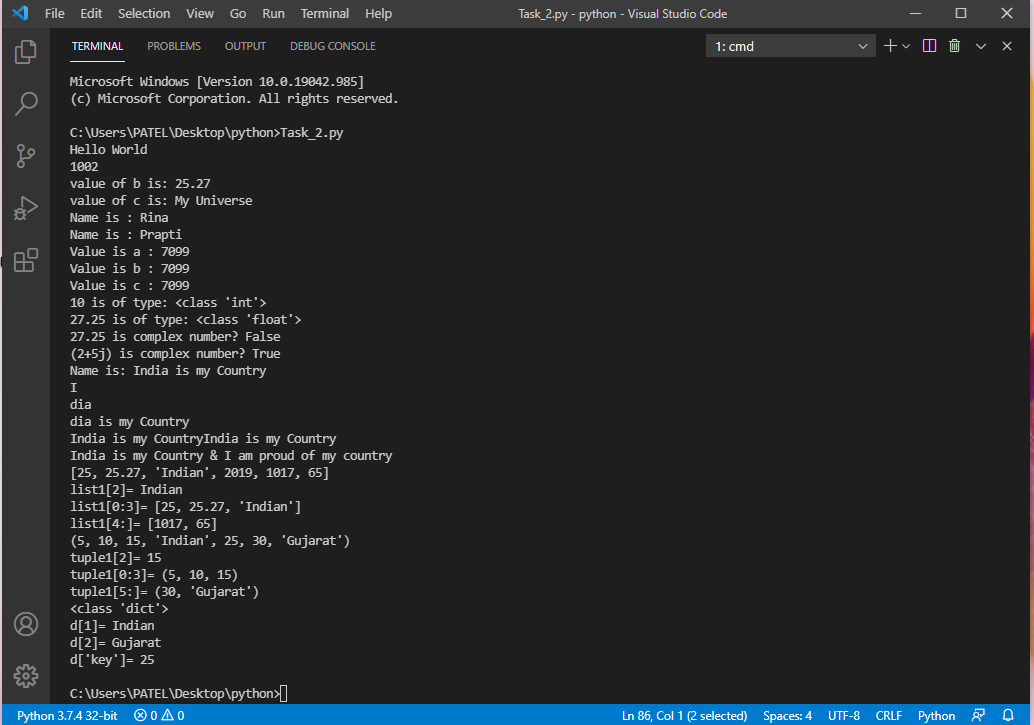 File Edit Selection View Go Run Terminal Help Task_2.py - python - Visual Studio Code
TERMINAL PROBLEMS OUTPUT DEBUG CONSOLE 1: cmd
Microsoft Windows [Version 10.0.19042.985]
(c) Microsoft Corporation. All rights reserved.
C:\Users\PATEL\Desktop\python>Task_2.py
Hello World
1002
value of b is: 25.27
value of c is: My Universe
Name is : Rina
Name is : Prapti
Value is a : 7099
Value is b : 7099
Value is c : 7099
10 is of type: <class 'int'>
27.25 is of type: <class 'float'>
27.25 is complex number? False
(2+5j) is complex number? True
Name is: India is my Country
I
dia
dia is my Country
India is my CountryIndia is my Country
India is my Country & I am proud of my country
[25, 25.27, 'Indian', 2019, 1017, 65]
list1[2]= Indian
list1[0:3]= [25, 25.27, 'Indian']
list1[4:]= [1017, 65]
(5, 10, 15, 'Indian', 25, 30, 'Gujarat')
tuple1[2]= 15
tuple1[0:3]= (5, 10, 15)
tuple1[5:]= (30, 'Gujarat')
<class 'dict'>
d[1]= Indian
d[2]= Gujarat
d['key']= 25
C:\Users\PATEL\Desktop\python>
Python 3.7.4 32-bit 0 0 Ln 86, Col 1 (2 selected) Spaces: 4 UTF-8 CRLF Python